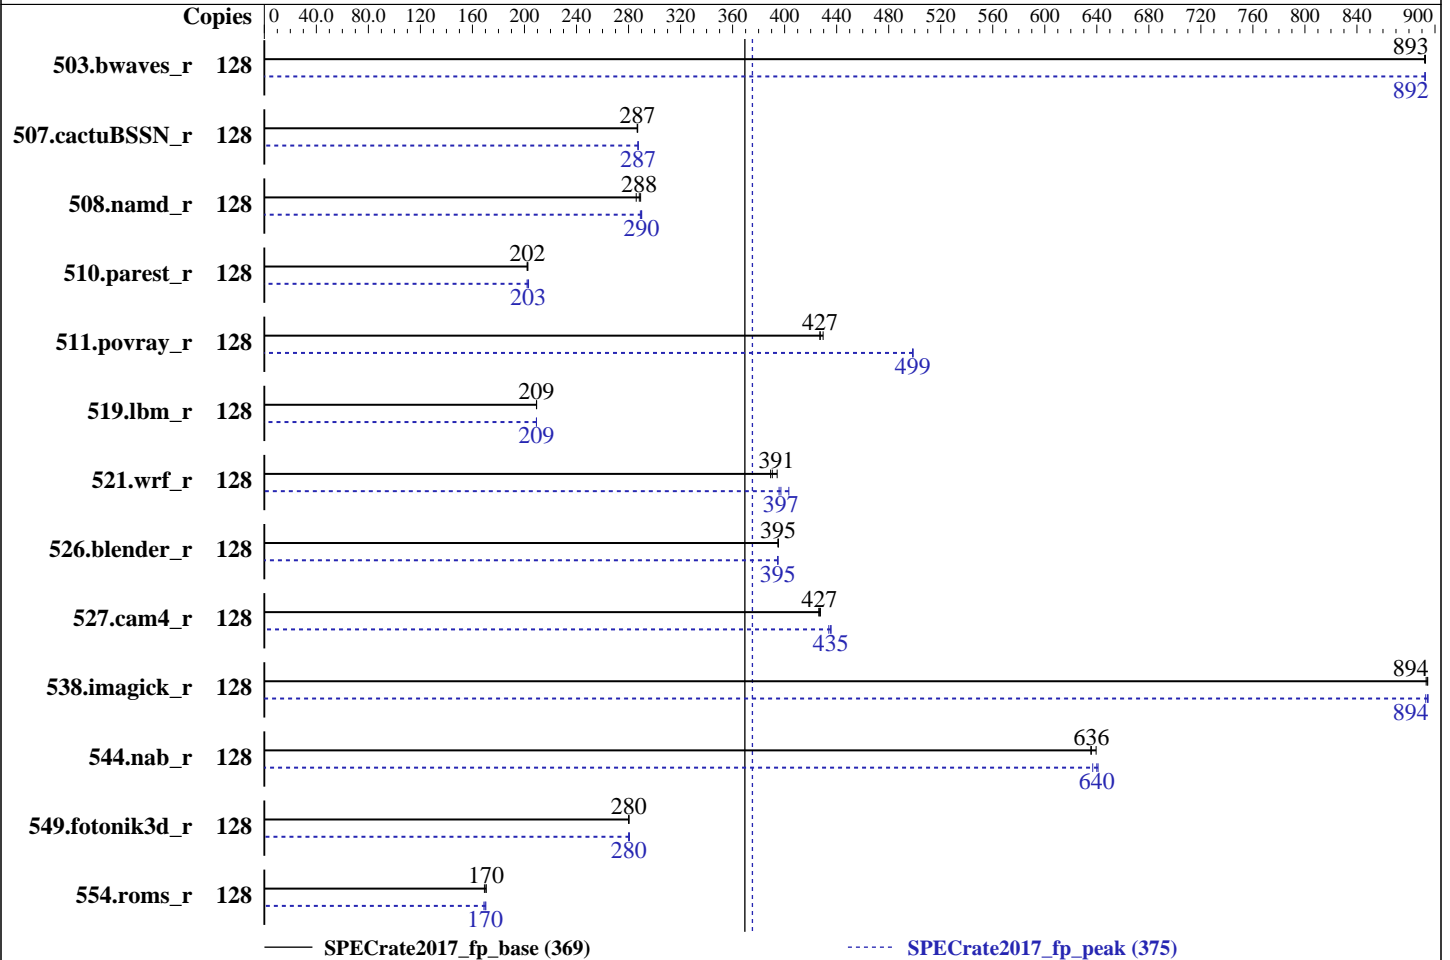 Copies 0 40.0 80.0 120 160 200 240 280 320 360 400 440 480 520 560 600 640 680 720 760 800 840 900
893
503.bwaves_r 128
892
287
507.cactuBSSN_r 128
287
288
508.namd_r 128
290
202
510.parest_r 128
203
427
511.povray_r 128
499
209
519.lbm_r 128
209
391
521.wrf_r 128
397
395
526.blender_r 128
395
427
527.cam4_r 128
435
894
538.imagick_r 128
894
636
544.nab_r 128
640
280
549.fotonik3d_r 128
280
170
554.roms_r 128
170
SPECrate2017_fp_base (369) SPECrate2017_fp_peak (375)